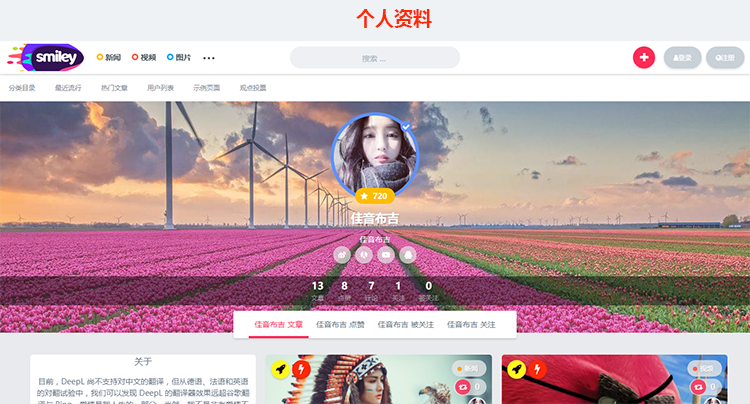 个人资料
smiley
新闻 视频 图片
搜索 ...
登录 注册
分类目录 最近流行 热门文章 用户列表 示例页面 观点投票
720
佳音布吉
佳音布吉
13 8 7 1 0
文章 点赞 评论 关注 被关注
佳音布吉 文章 佳音布吉 点赞 佳音布吉 被关注 佳音布吉 关注
关于
目前，DeepL 尚不支持对中文的翻译，但从德语、法语和英语
的对翻试验中，我们可以发现 DeepL 的翻译器效果远超谷歌翻
新闻
0
视频
0